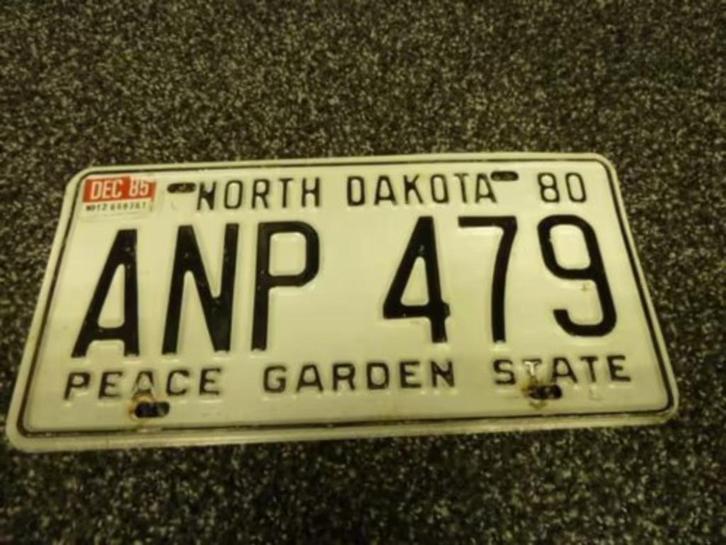 DEC 85
NORTH DAKOTA 80
ANP 479
PEACE GARDEN STATE